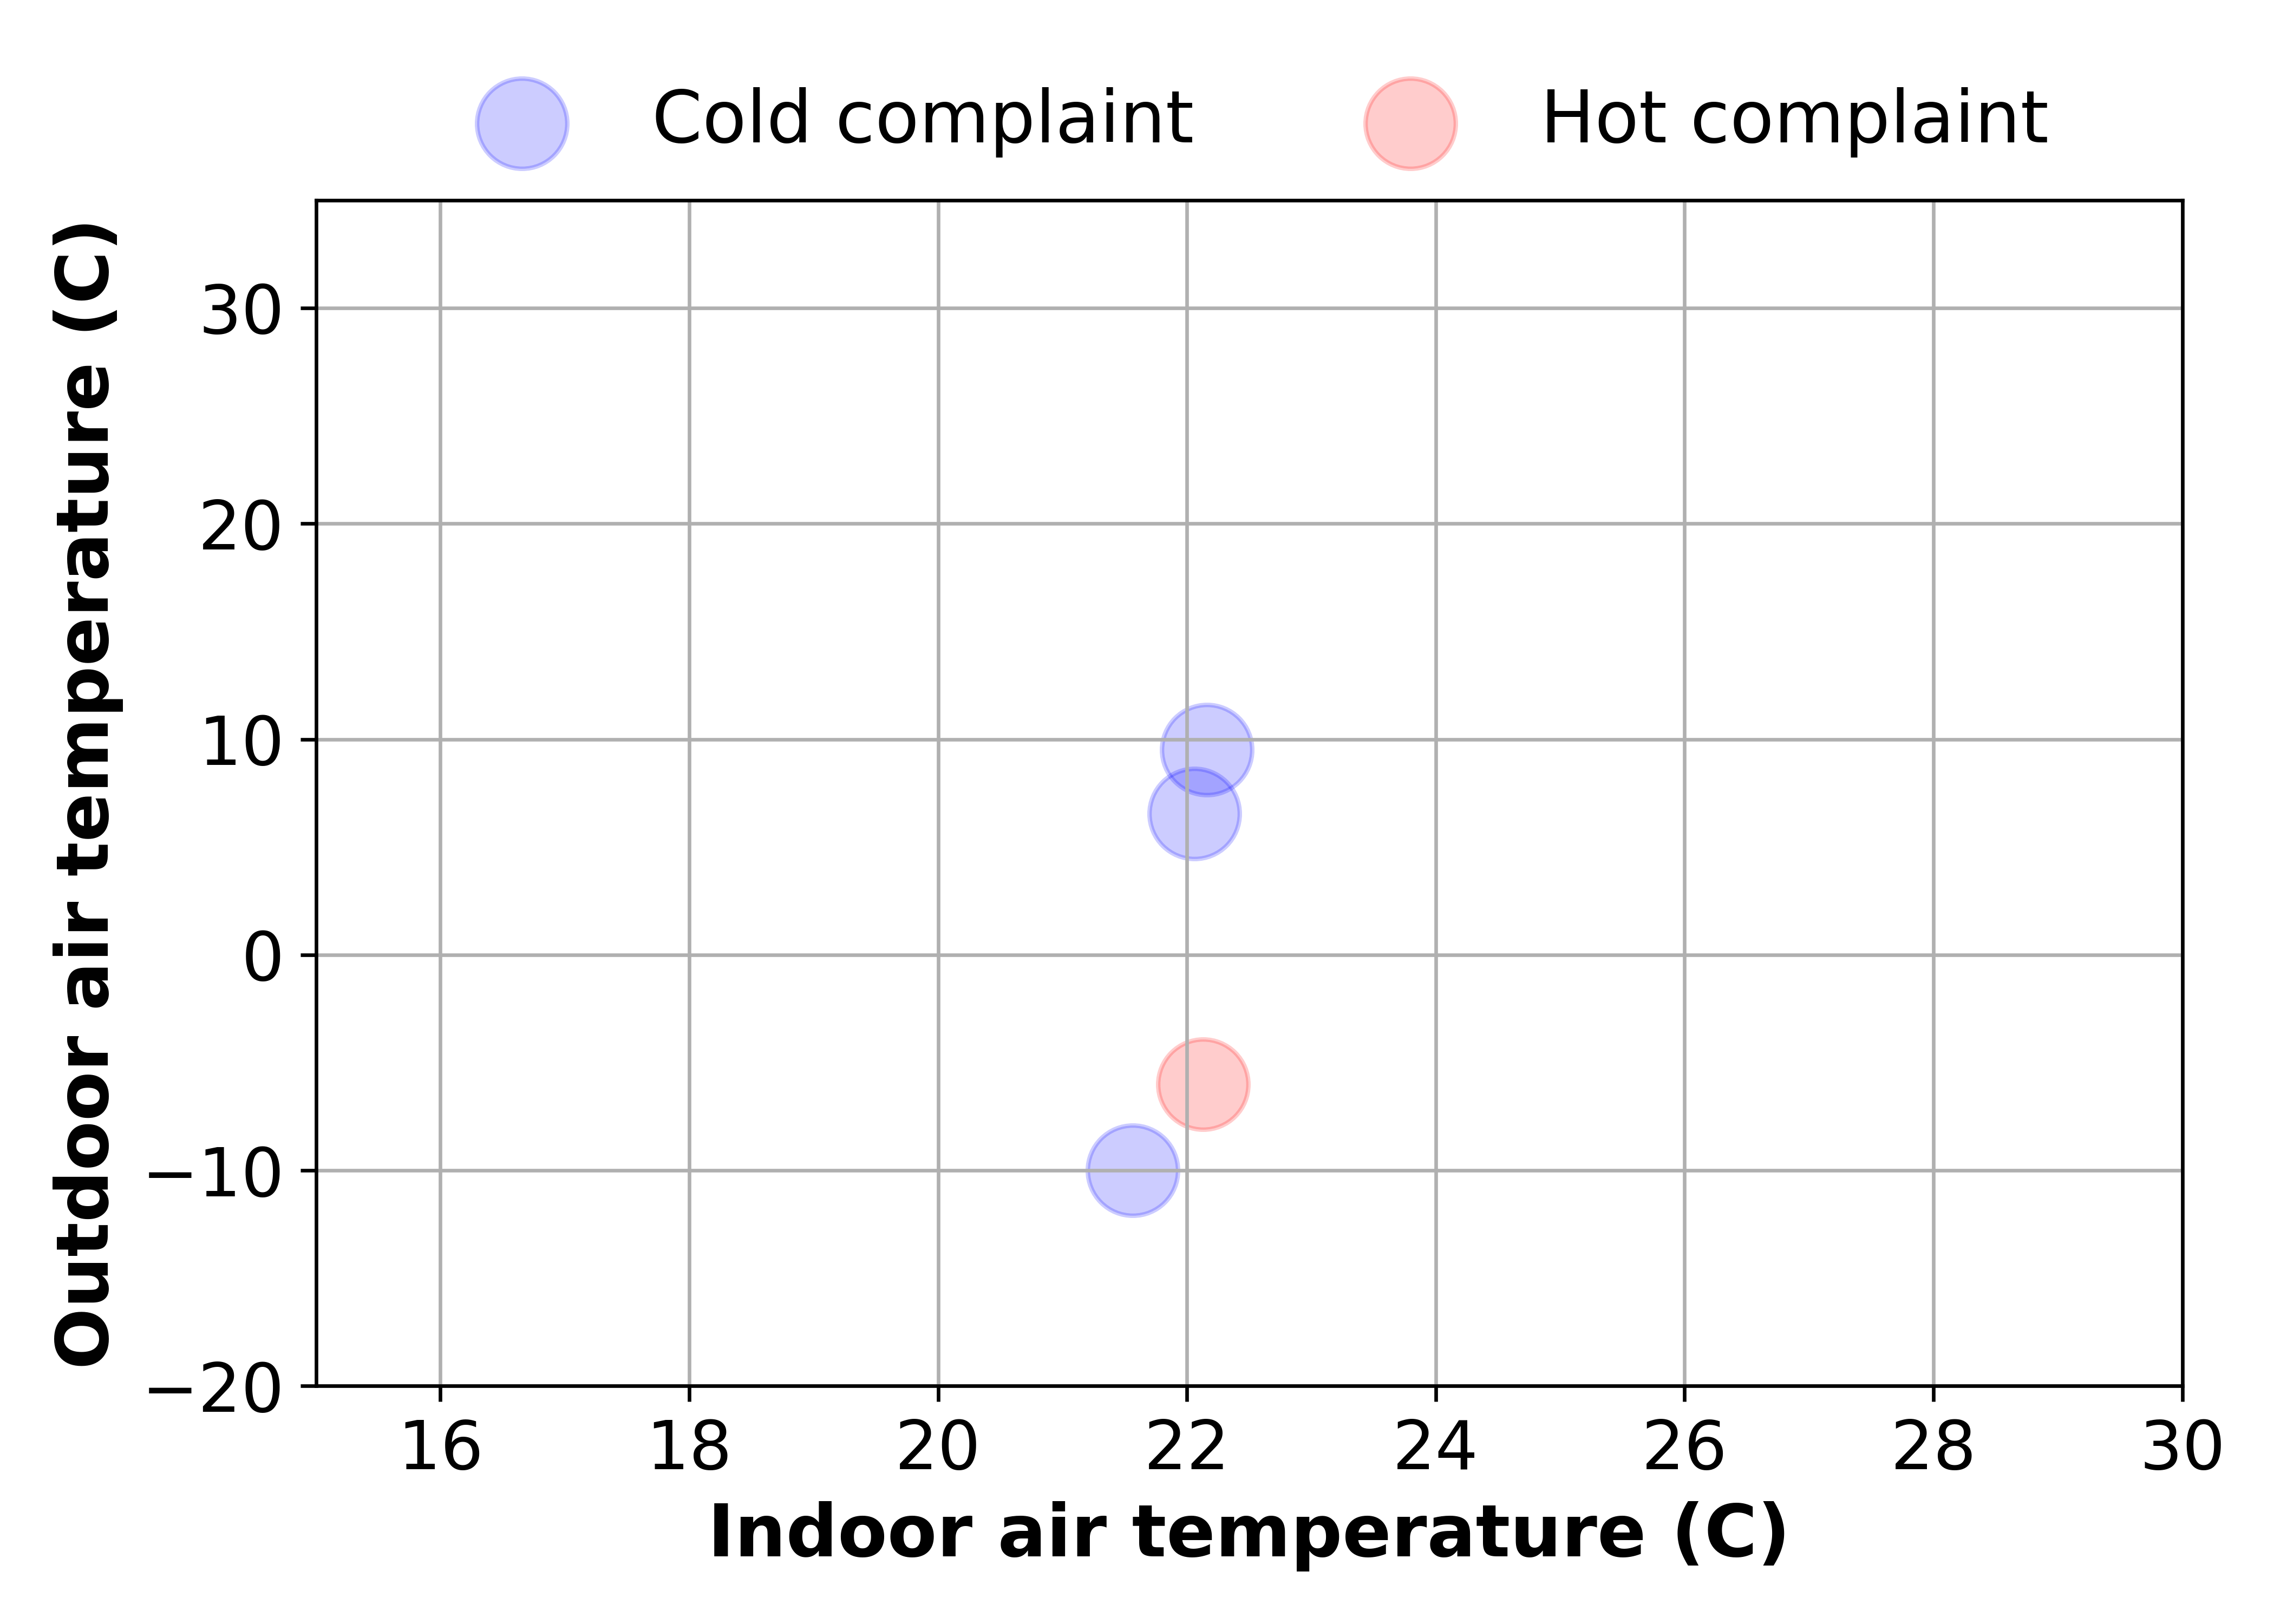 Cold complaint Hot complaint
Outdoor air temperature (C)
30
20
10
0
−10
−20
16 18 20 22 24 26 28 30
Indoor air temperature (C)